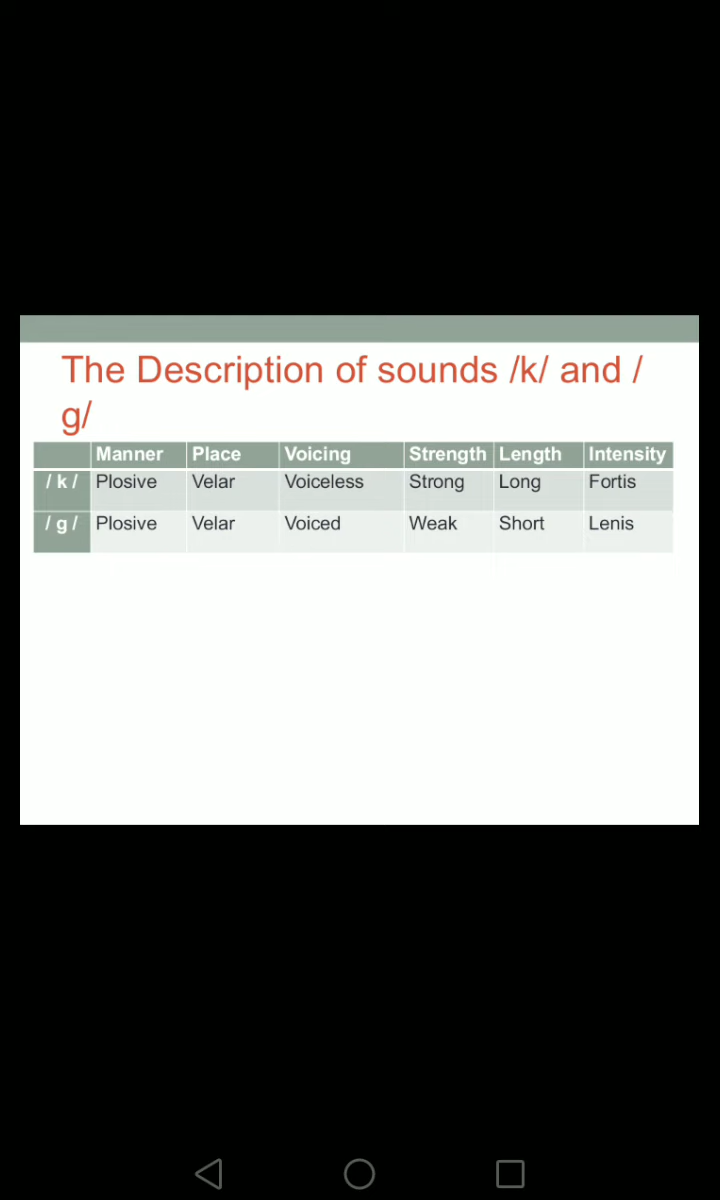 The Description of sounds /k/ and /
g/
Manner Place Voicing Strength Length Intensity
/ k / Plosive Velar Voiceless Strong Long Fortis
/ g / Plosive Velar Voiced Weak Short Lenis